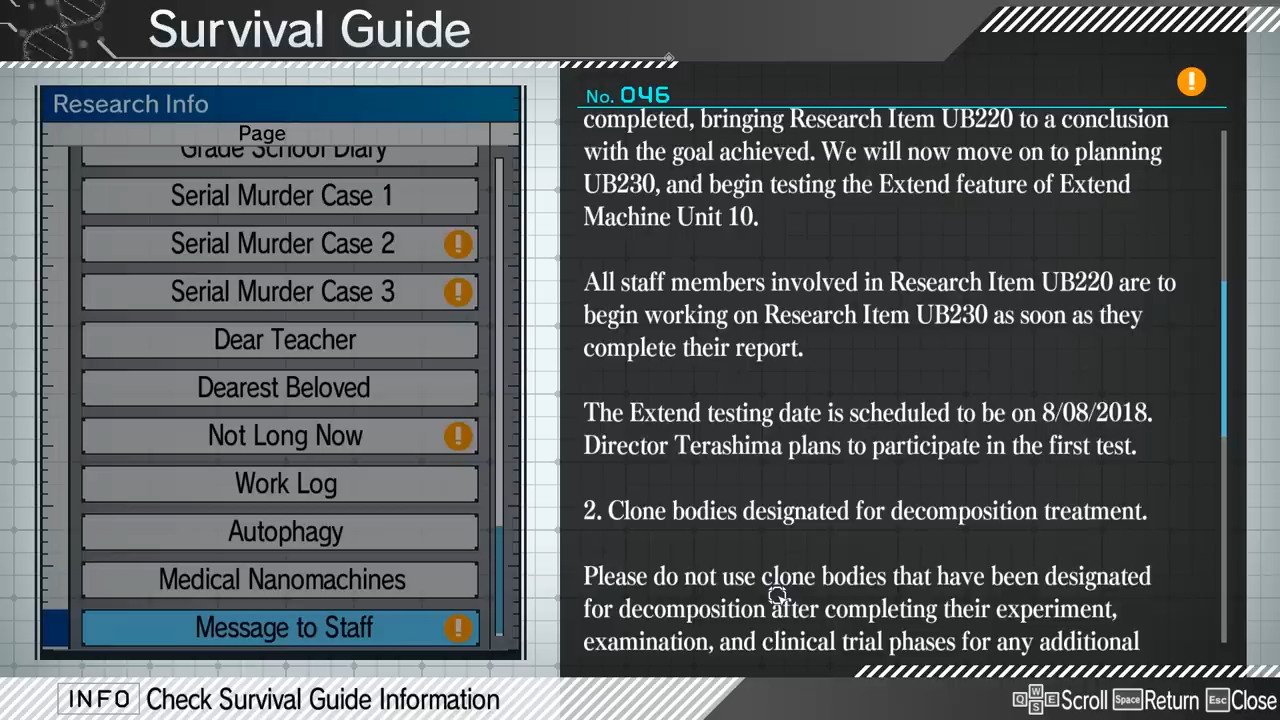 Survival Guide
Research Info
Page
Grade School Diary
Serial Murder Case 1
Serial Murder Case 2
Serial Murder Case 3
Dear Teacher
Dearest Beloved
Not Long Now
Work Log
Autophagy
Medical Nanomachines
Message to Staff
No. 046
completed, bringing Research Item UB220 to a conclusion
with the goal achieved. We will now move on to planning
UB230, and begin testing the Extend feature of Extend
Machine Unit 10.
All staff members involved in Research Item UB220 are to
begin working on Research Item UB230 as soon as they
complete their report.
The Extend testing date is scheduled to be on 8/08/2018.
Director Terashima plans to participate in the first test.
2. Clone bodies designated for decomposition treatment.
Please do not use clone bodies that have been designated
for decomposition after completing their experiment,
examination, and clinical trial phases for any additional
INFO Check Survival Guide Information
Q W S E Scroll Space Return Esc Close